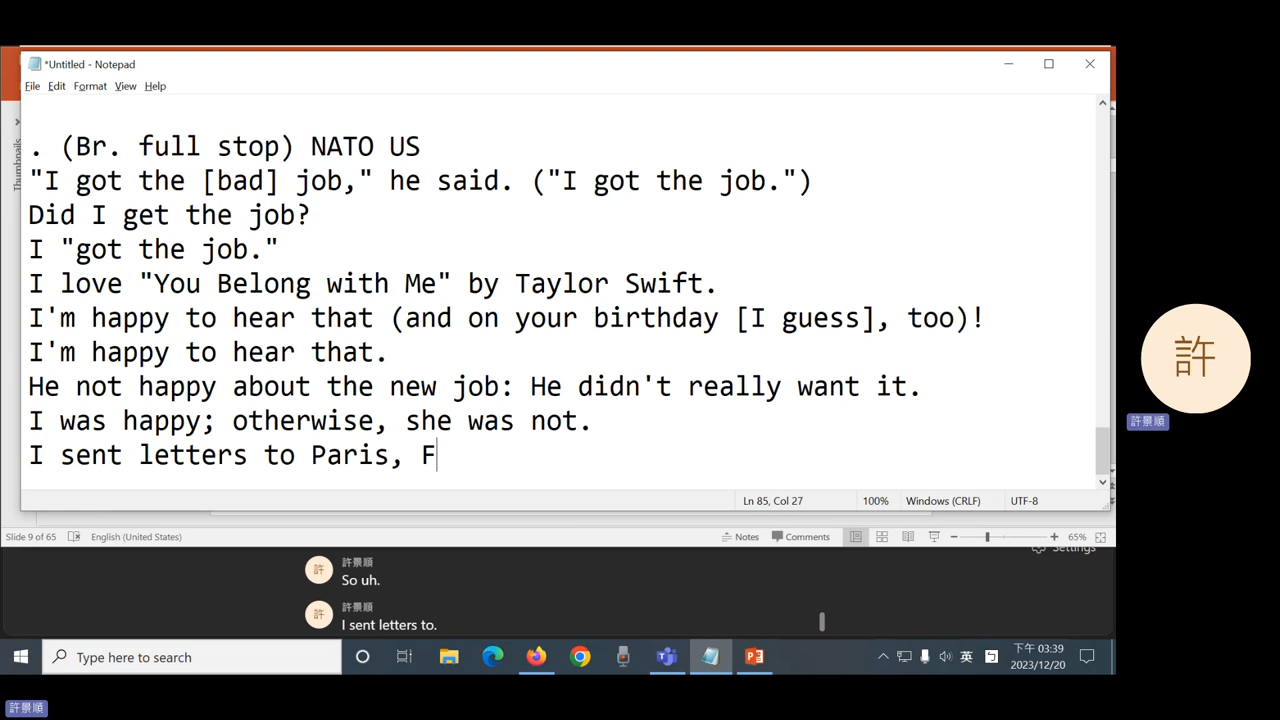 *Untitled - Notepad
File Edit Format View Help
. (Br. full stop) NATO US
"I got the [bad] job," he said. ("I got the job.")
Did I get the job?
I "got the job."
I love "You Belong with Me" by Taylor Swift.
I'm happy to hear that (and on your birthday [I guess], too)!
I'm happy to hear that.
He not happy about the new job: He didn't really want it.
I was happy; otherwise, she was not.
I sent letters to Paris, F
Ln 85, Col 27 100% Windows (CRLF) UTF-8
Thumbnails
Slide 9 of 65 English (United States) Notes Comments 65%
Settings
許 許景順
So uh.
許 許景順
I sent letters to.
Type here to search
英
下午 03:39
2023/12/20
許
許景順
許景順